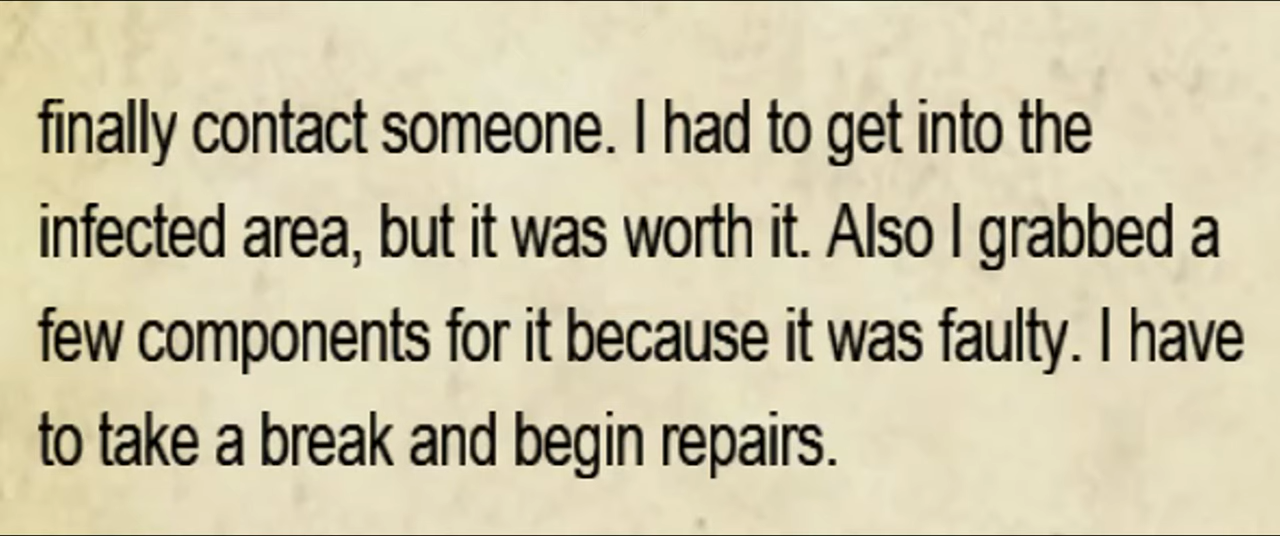 finally contact someone. I had to get into the
infected area, but it was worth it. Also I grabbed a
few components for it because it was faulty. I have
to take a break and begin repairs.